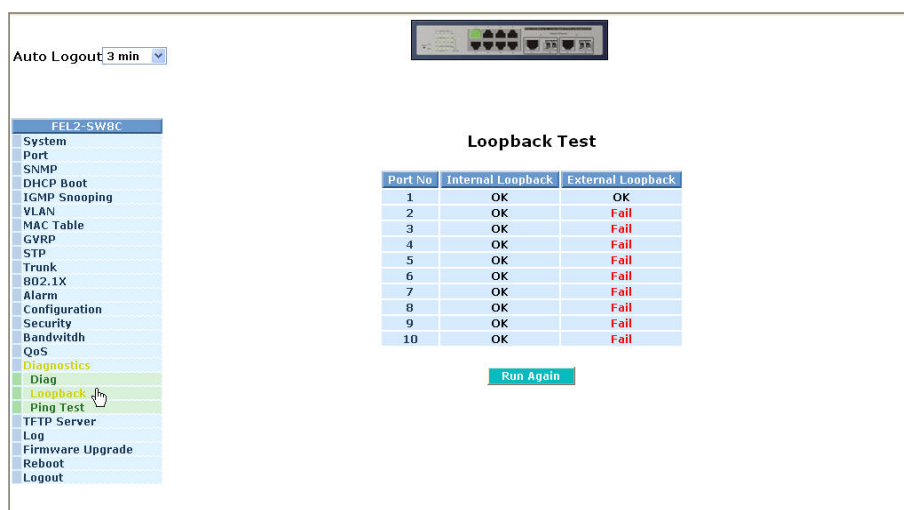 Auto Logout 3 min
FEL2-SW8C
System
Port
SNMP
DHCP Boot
IGMP Snooping
VLAN
MAC Table
GVRP
STP
Trunk
802.1X
Alarm
Configuration
Security
Bandwitdh
QoS
Diagnostics
Diag
Loopback
Ping Test
TFTP Server
Log
Firmware Upgrade
Reboot
Logout
Loopback Test
Port No Internal Loopback External Loopback
1 OK OK
2 OK Fail
3 OK Fail
4 OK Fail
5 OK Fail
6 OK Fail
7 OK Fail
8 OK Fail
9 OK Fail
10 OK Fail
Run Again